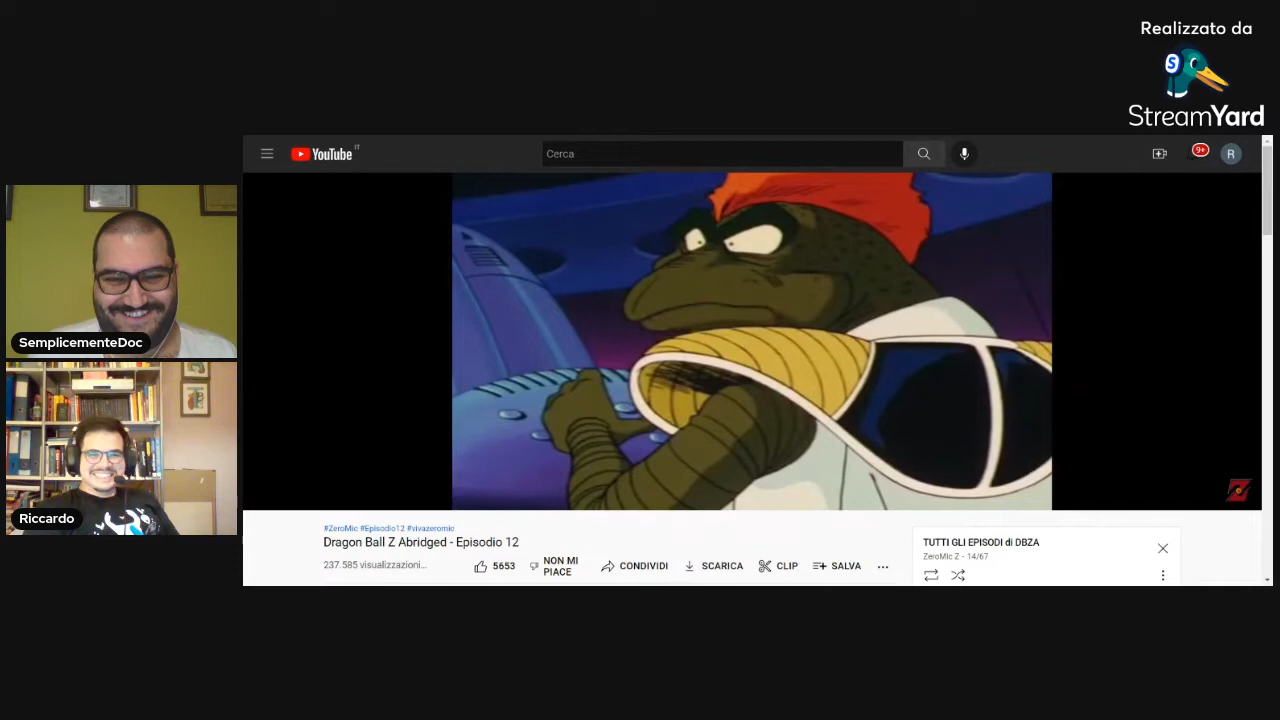 Realizzato da
S
StreamYard
YouTube IT
Cerca
9+
R
SemplicementeDoc
Riccardo
Z
#ZeroMic #Episodio12 #vivazeromic
Dragon Ball Z Abridged - Episodio 12
237.585 visualizzazioni...
5653
NON MI
PIACE
CONDIVIDI
SCARICA
CLIP
SALVA
TUTTI GLI EPISODI di DBZA
ZeroMic Z - 14/67